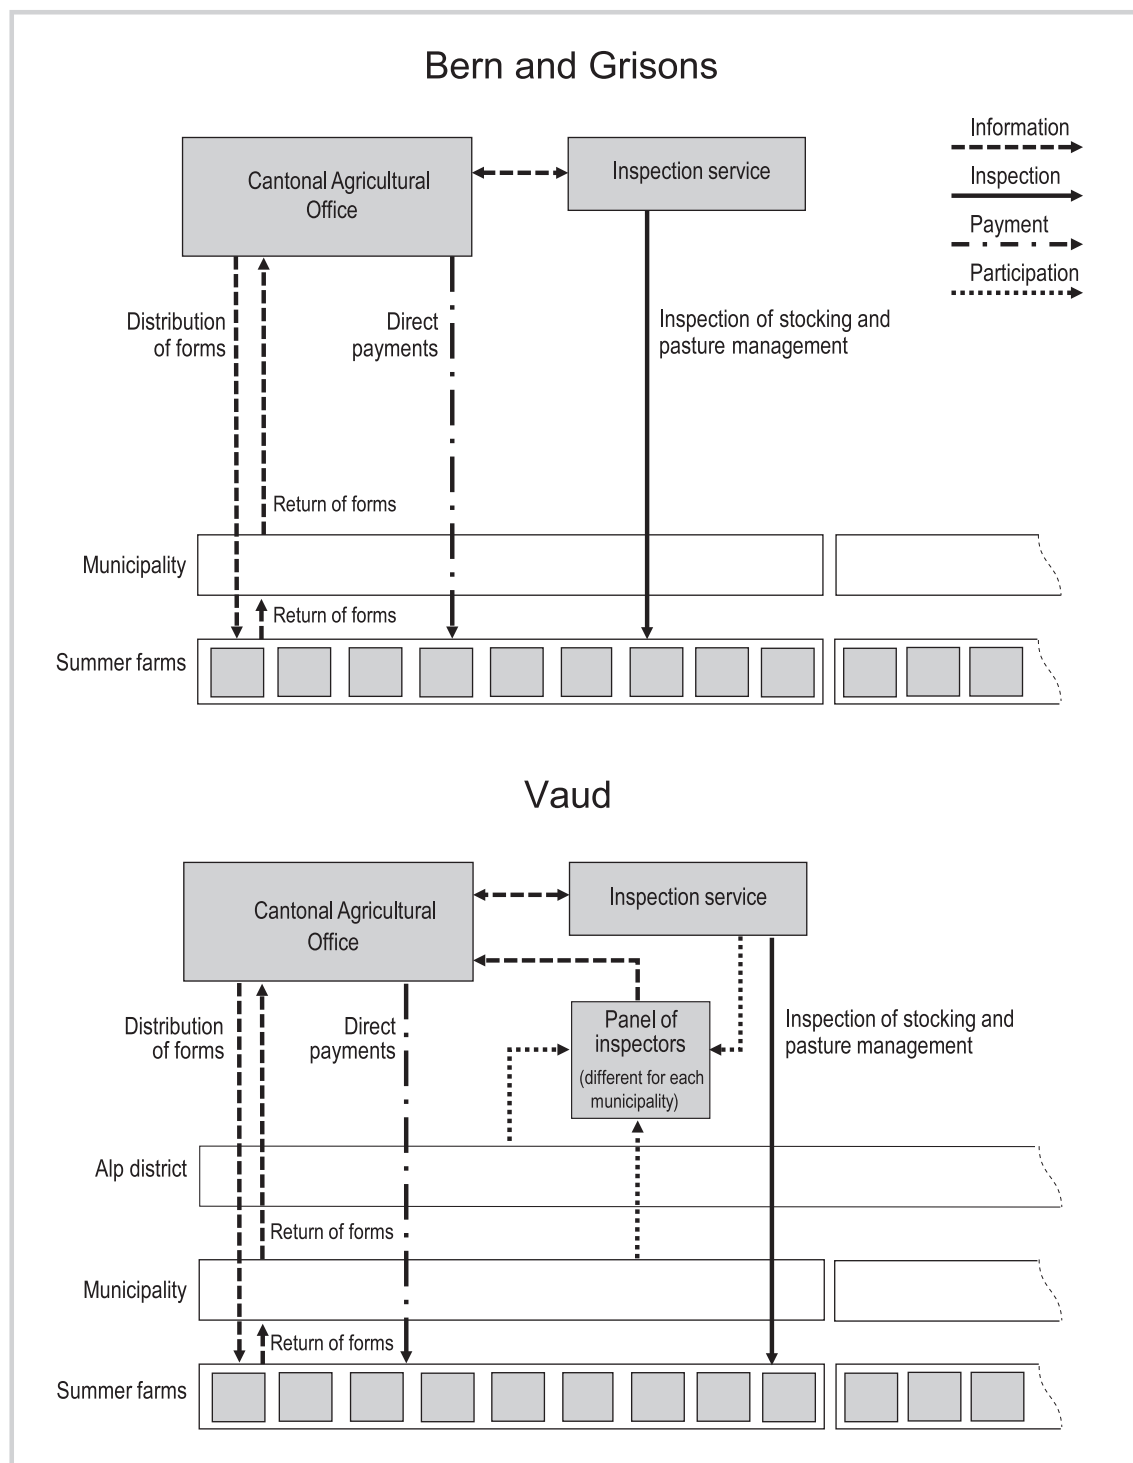 Bern and Grisons
Information
Inspection
Payment
Participation
Cantonal Agricultural
Office
Inspection service
Distribution
of forms
Direct
payments
Inspection of stocking and
pasture management
Return of forms
Municipality
Return of forms
Summer farms
Vaud
Cantonal Agricultural
Office
Inspection service
Distribution
of forms
Direct
payments
Panel of
inspectors
(different for each
municipality)
Inspection of stocking and
pasture management
Alp district
Return of forms
Municipality
Return of forms
Summer farms